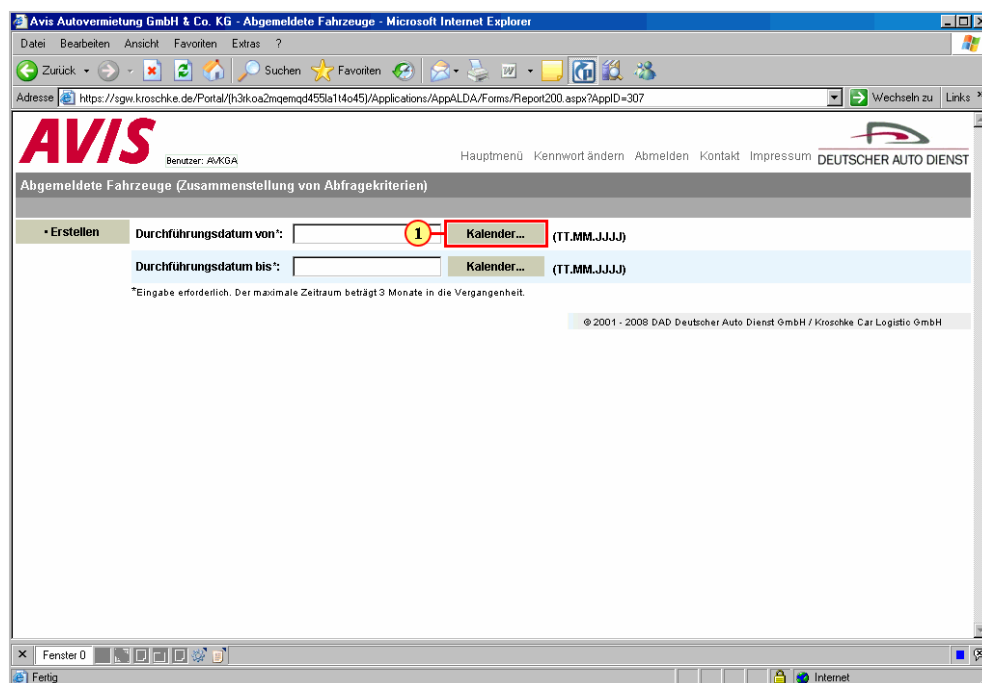 Avis Autovermietung GmbH & Co. KG - Abgemeldete Fahrzeuge - Microsoft Internet Explorer
Datei Bearbeiten Ansicht Favoriten Extras ?
Zurück Suchen Favoriten
Adresse https://sgw.kroschke.de/Portal/(h3rkoa2mqemqd455la1t4o45)/Applications/AppALDA/Forms/Report200.aspx?AppID=307 Wechseln zu Links
AVIS
Benutzer: AVKGA
Hauptmenü Kennwort ändern Abmelden Kontakt Impressum DEUTSCHER AUTO DIENST
Abgemeldete Fahrzeuge (Zusammenstellung von Abfragekriterien)
• Erstellen Durchführungsdatum von*: 1 Kalender... (TT.MM.JJJJ)
Durchführungsdatum bis*: Kalender... (TT.MM.JJJJ)
*Eingabe erforderlich. Der maximale Zeitraum beträgt 3 Monate in die Vergangenheit.
© 2001 - 2008 DAD Deutscher Auto Dienst GmbH / Kroschke Car Logistic GmbH
× Fenster 0
Fertig Internet